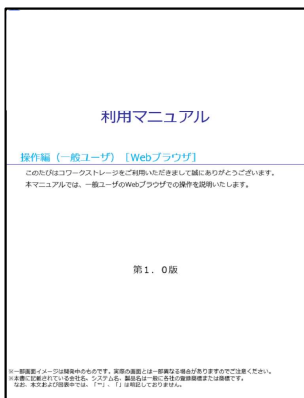 利用マニュアル
操作編（一般ユーザ）［Webブラウザ］
このたびはコワークストレージをご利用いただきまして誠にありがとうございます。
本マニュアルでは、一般ユーザのWebブラウザでの操作を説明いたします。
第1．0版
※一部画面イメージは開発中のものです。実際の画面とは一部異なる場合がありますのでご注意ください。
※本書に記載されている会社名、システム名、製品名は一般に各社の登録商標または商標です。
なお、本文および図表中では、「™」、「®」は明記しておりません。